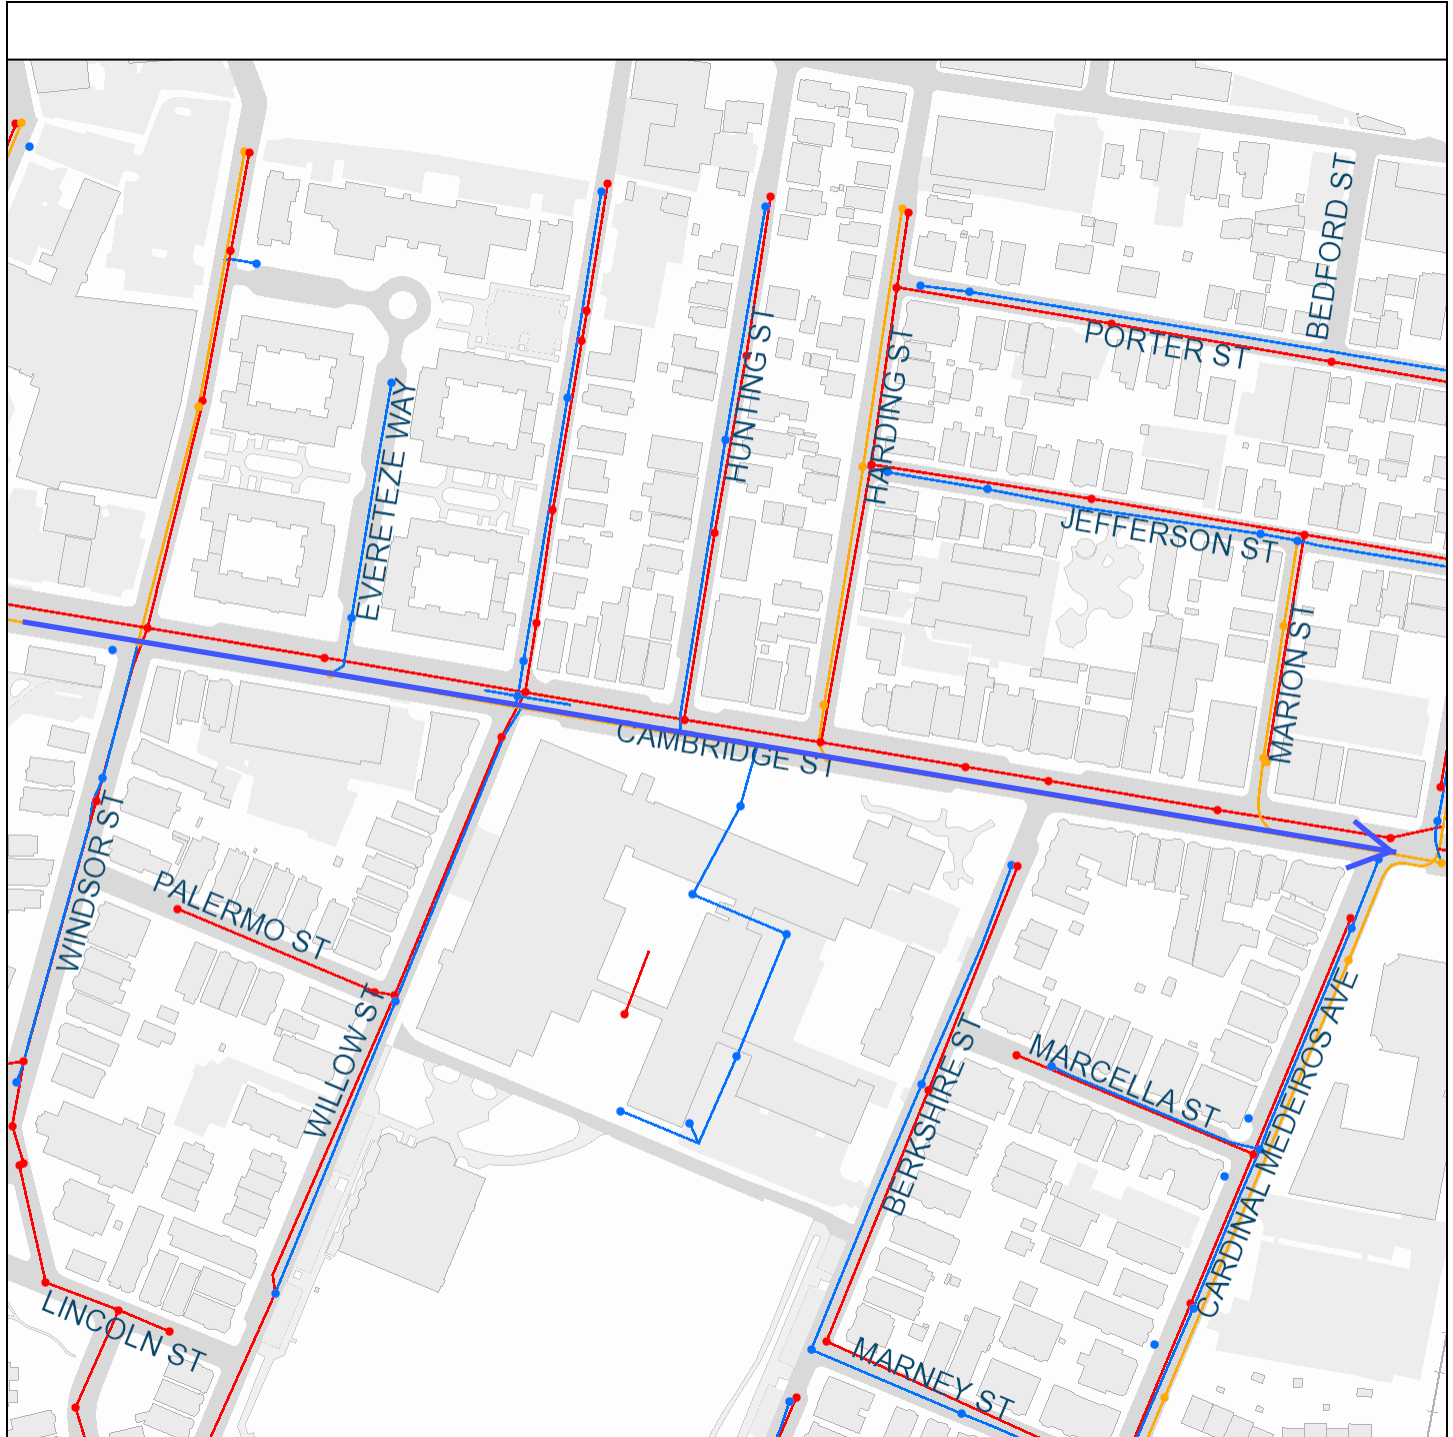 BEDFORD ST
PORTER ST
HUNTING ST
HARDING ST
EVERETEZE WAY
JEFFERSON ST
MARION ST
CAMBRIDGE ST
WINDSOR ST
PALERMO ST
WILLOW ST
BERKSHIRE ST
MARCELLA ST
CARDINAL MEDEIROS AVE
LINCOLN ST
MARNEY ST